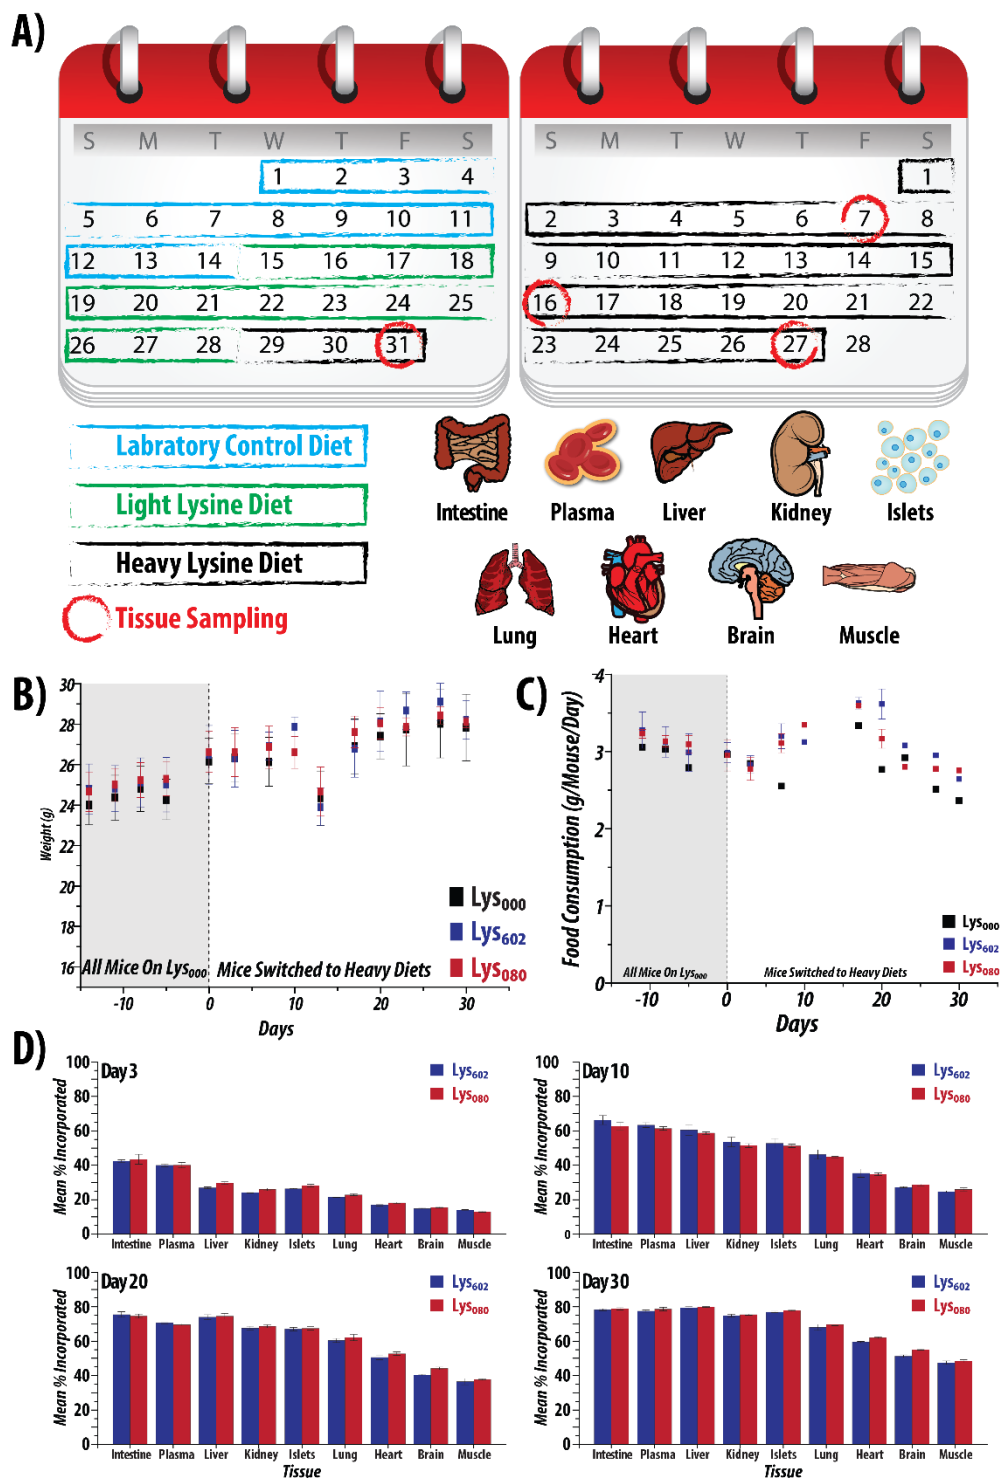 A)
S M T W T F S
1 2 3 4
5 6 7 8 9 10 11
12 13 14 15 16 17 18
19 20 21 22 23 24 25
26 27 28 29 30 31
S M T W T F S
1
2 3 4 5 6 7 8
9 10 11 12 13 14 15
16 17 18 19 20 21 22
23 24 25 26 27 28
Labratory Control Diet
Light Lysine Diet
Heavy Lysine Diet
Tissue Sampling
Intestine Plasma Liver Kidney Islets
Lung Heart Brain Muscle
B)
Weight (g)
30
28
26
24
22
20
18
16
Lys000
Lys602
Lys080
All Mice On Lys000 Mice Switched to Heavy Diets
-10 0 10 20 30
Days
C)
Food Consumption (g/Mouse/Day)
4
3
2
1
0
Lys000
Lys602
Lys080
All Mice On Lys000 Mice Switched to Heavy Diets
-10 0 10 20 30
Days
D)
Mean % Incorporated
100
80
60
40
20
0
Day 3
Lys602
Lys080
Intestine Plasma Liver Kidney Islets Lung Heart Brain Muscle
Mean % Incorporated
100
80
60
40
20
0
Day 10
Lys602
Lys080
Intestine Plasma Liver Kidney Islets Lung Heart Brain Muscle
Mean % Incorporated
100
80
60
40
20
0
Day 20
Lys602
Lys080
Intestine Plasma Liver Kidney Islets Lung Heart Brain Muscle
Tissue
Mean % Incorporated
100
80
60
40
20
0
Day 30
Lys602
Lys080
Intestine Plasma Liver Kidney Islets Lung Heart Brain Muscle
Tissue